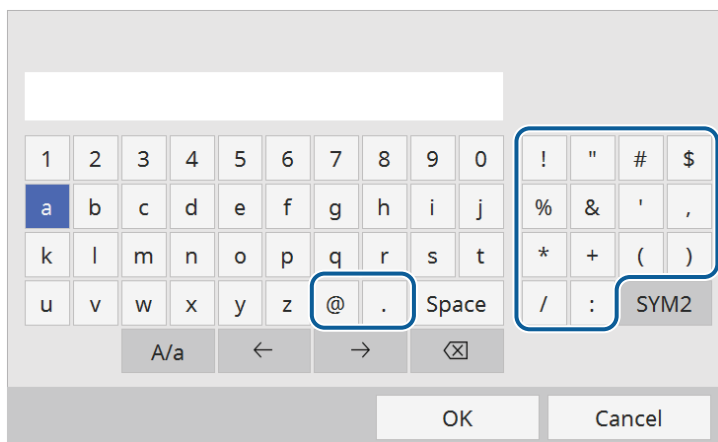 1 2 3 4 5 6 7 8 9 0 ! " # $
a b c d e f g h i j % & ' ,
k l m n o p q r s t * + ( )
u v w x y z @ . Space / : SYM2
A/a ← → ⌫
OK Cancel